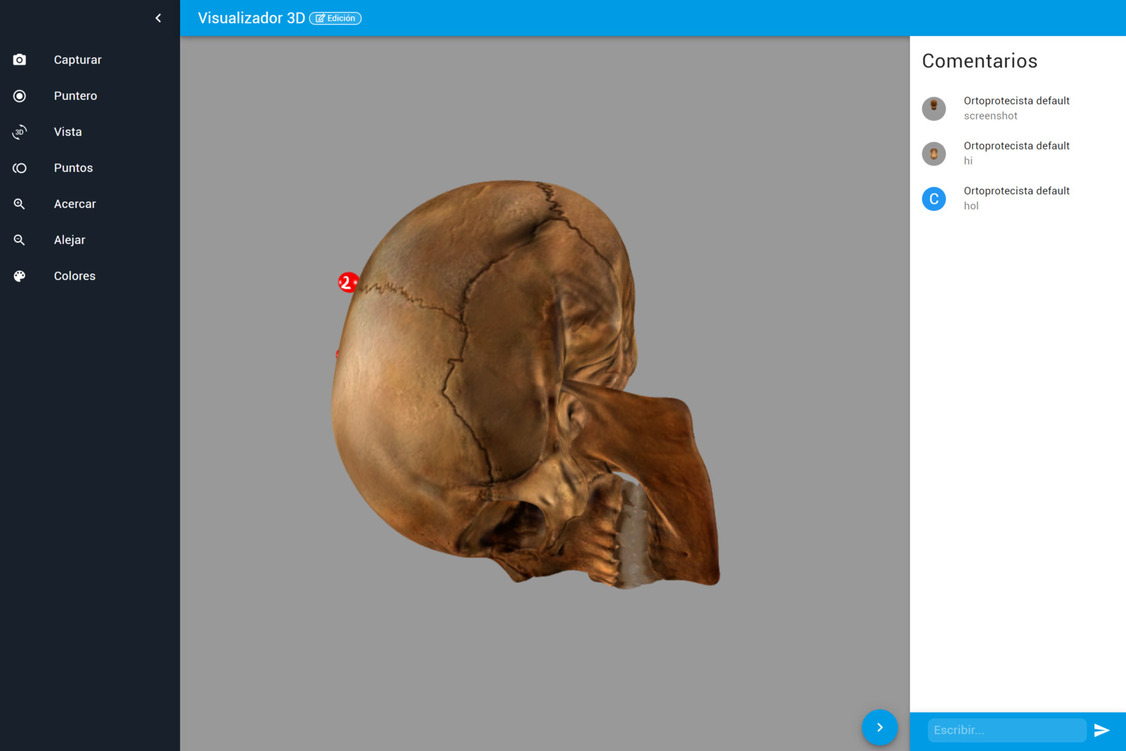 Visualizador 3D Edición
Capturar
Puntero
3D Vista
Puntos
Acercar
Alejar
Colores
2
Comentarios
Ortoprotecista default
screenshot
Ortoprotecista default
hi
C
Ortoprotecista default
hol
Escribir...